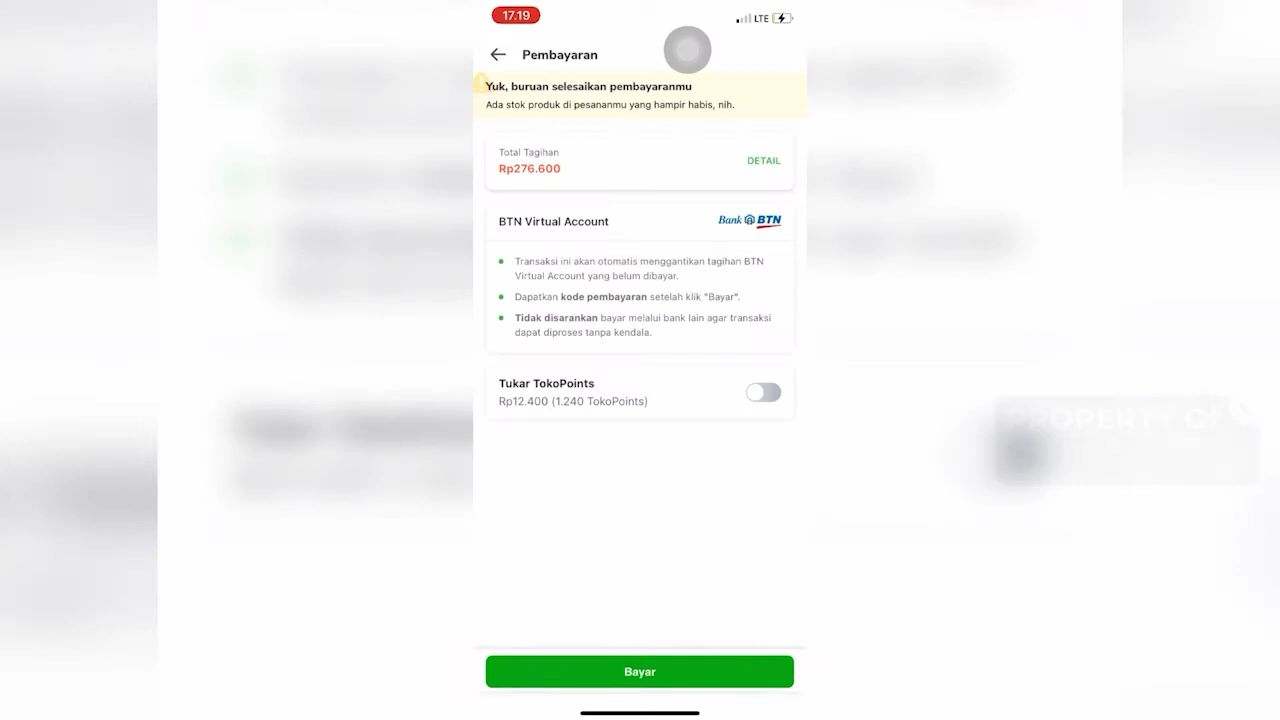 17.19
LTE
Pembayaran
Yuk, buruan selesaikan pembayaranmu
Ada stok produk di pesananmu yang hampir habis, nih.
Total Tagihan
Rp276.600
DETAIL
BTN Virtual Account
Bank BTN
Transaksi ini akan otomatis menggantikan tagihan BTN
Virtual Account yang belum dibayar.
Dapatkan kode pembayaran setelah klik "Bayar".
Tidak disarankan bayar melalui bank lain agar transaksi
dapat diproses tanpa kendala.
Tukar TokoPoints
Rp12.400 (1.240 TokoPoints)
PROPERTY OF
Bayar